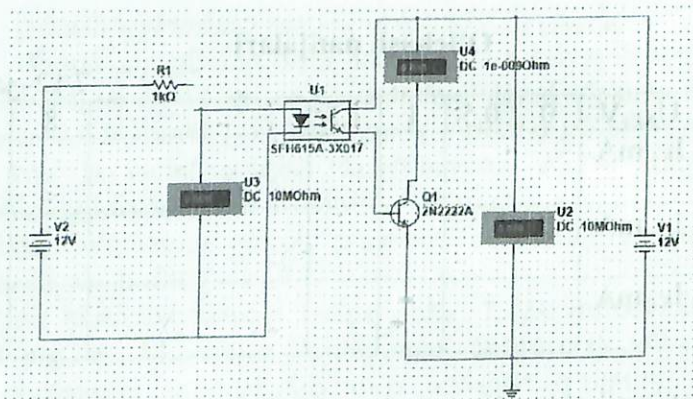 U4
DC 1e-009Ohm
R1
1kΩ
U1
SFH615A-3X017
U3
DC 10MOhm
Q1
2N2222A
U2
DC 10MOhm
V2
12V
V1
12V